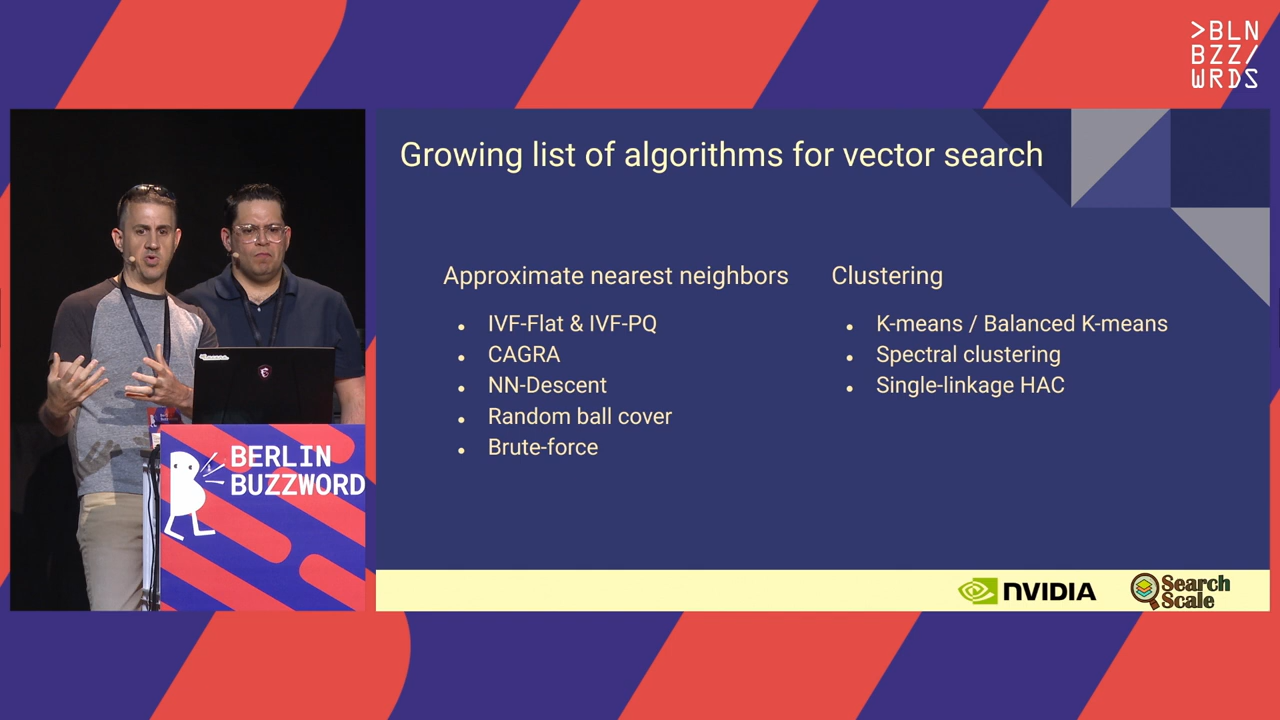 >BLN
BZZ/
WRDS
Growing list of algorithms for vector search
Approximate nearest neighbors
• IVF-Flat & IVF-PQ
• CAGRA
• NN-Descent
• Random ball cover
• Brute-force
Clustering
• K-means / Balanced K-means
• Spectral clustering
• Single-linkage HAC
BERLIN
BUZZWORD
NVIDIA
Search
Scale